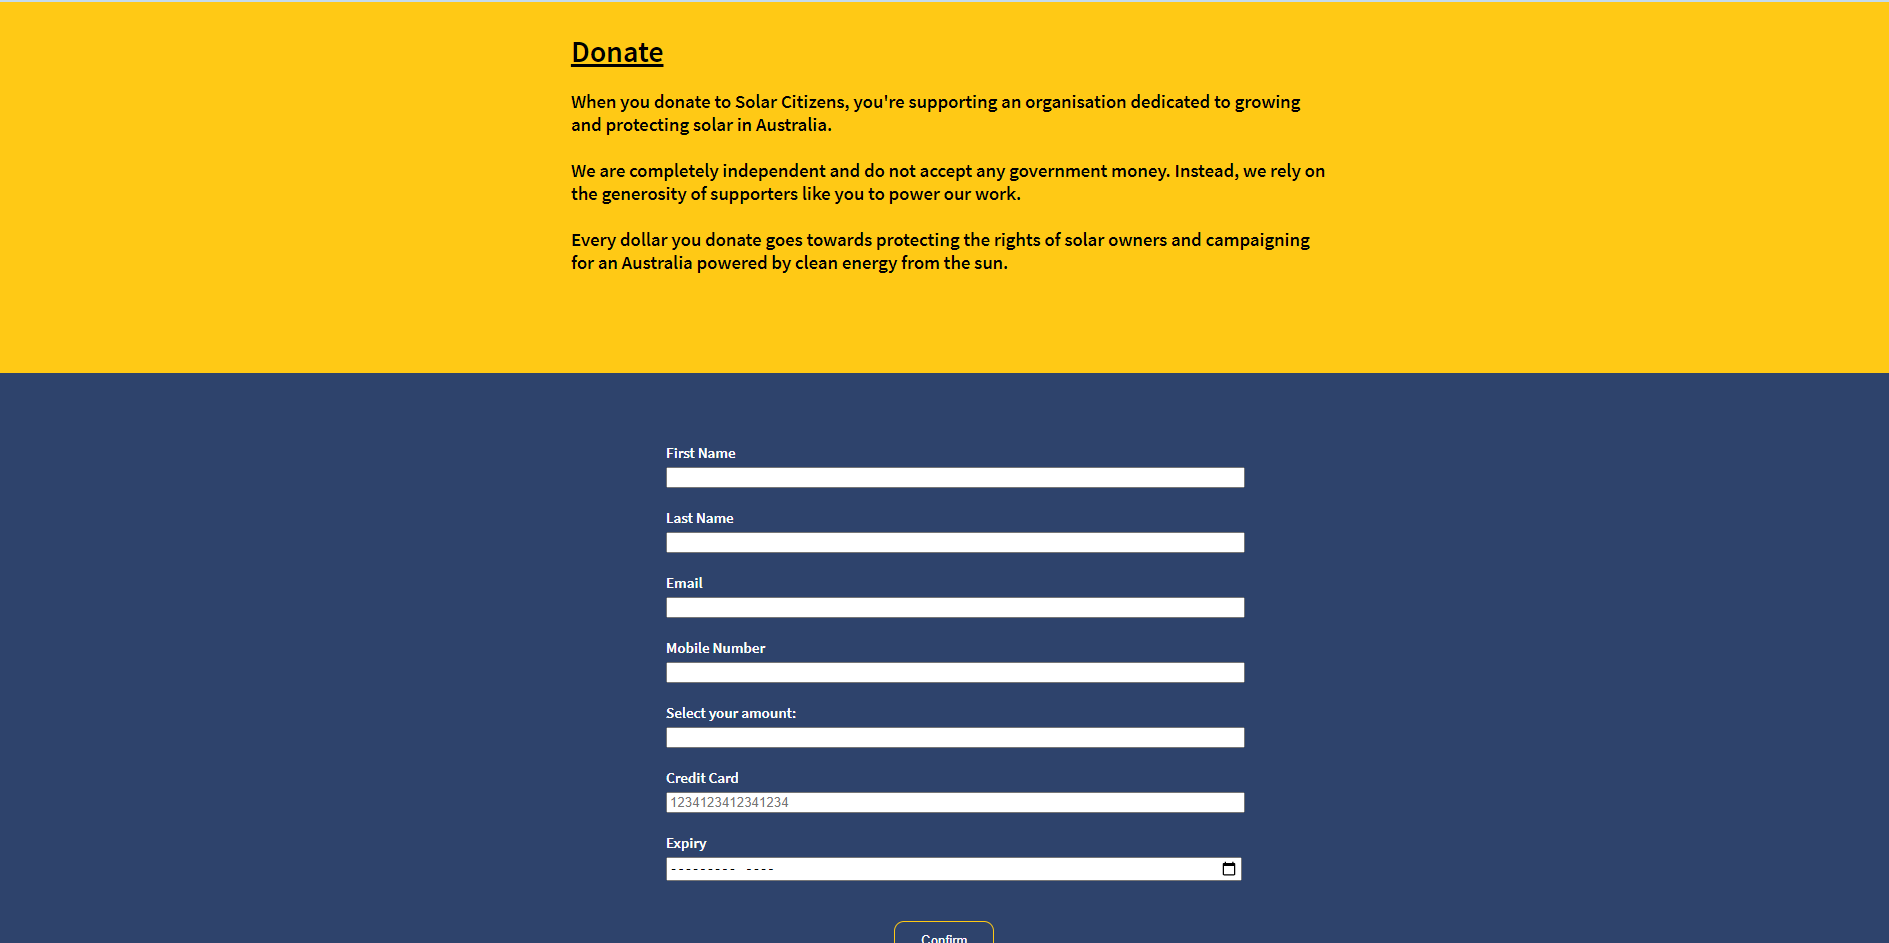 Donate
When you donate to Solar Citizens, you're supporting an organisation dedicated to growing
and protecting solar in Australia.
We are completely independent and do not accept any government money. Instead, we rely on
the generosity of supporters like you to power our work.
Every dollar you donate goes towards protecting the rights of solar owners and campaigning
for an Australia powered by clean energy from the sun.
First Name
Last Name
Email
Mobile Number
Select your amount:
Credit Card
1234123412341234
Expiry
--------- ----
Confirm